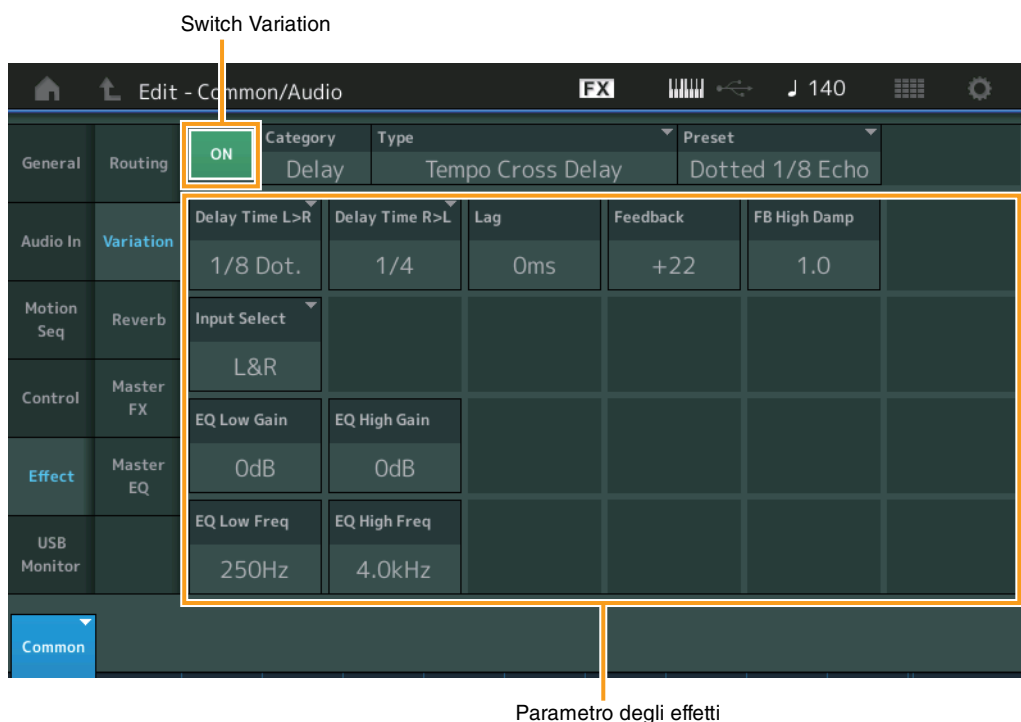 Switch Variation
Edit - Common/Audio
FX
♩ 140
General
Routing
ON
Category
Delay
Type
Tempo Cross Delay
Preset
Dotted 1/8 Echo
Audio In
Variation
Delay Time L>R
1/8 Dot.
Delay Time R>L
1/4
Lag
0ms
Feedback
+22
FB High Damp
1.0
Motion
Seq
Reverb
Input Select
L&R
Control
Master
FX
EQ Low Gain
0dB
EQ High Gain
0dB
Effect
Master
EQ
EQ Low Freq
250Hz
EQ High Freq
4.0kHz
USB
Monitor
Common
Parametro degli effetti